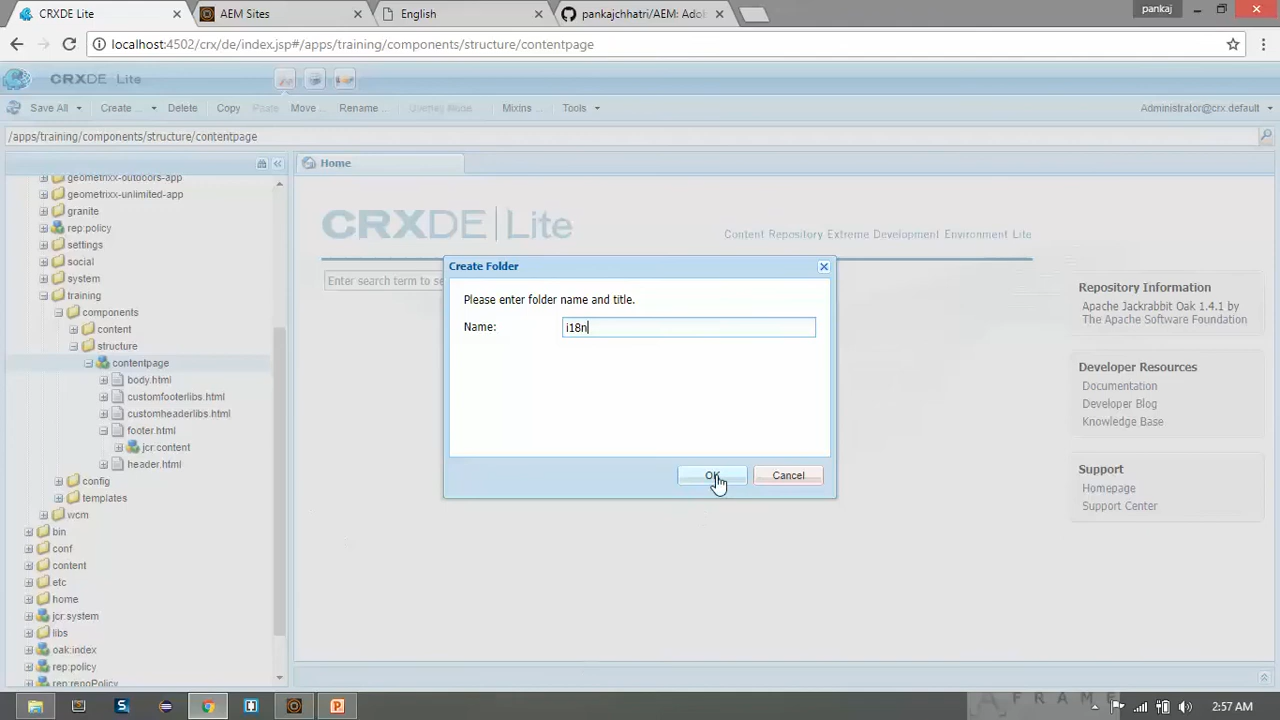 CRXDE Lite
AEM Sites
English
pankajchhatri/AEM: Adob
pankaj
localhost:4502/crx/de/index.jsp#/apps/training/components/structure/contentpage
CRXDE Lite
Save All
Create ...
Delete
Copy
Paste
Move ...
Rename ...
Overlay Node ...
Mixins ...
Tools
Administrator@crx.default
/apps/training/components/structure/contentpage
Home
geometrixx-outdoors-app
geometrixx-unlimited-app
granite
rep:policy
settings
social
system
training
components
content
structure
contentpage
body.html
customfooterlibs.html
customheaderlibs.html
footer.html
jcr:content
header.html
config
templates
wcm
bin
conf
content
etc
home
jcr:system
libs
oak:index
rep:policy
rep:repoPolicy
CRXDE Lite
Content Repository Extreme Development Environment Lite
Enter search term to se
Create Folder
Please enter folder name and title.
Name:
i18n
OK
Cancel
Repository Information
Apache Jackrabbit Oak 1.4.1 by
The Apache Software Foundation
Developer Resources
Documentation
Developer Blog
Knowledge Base
Support
Homepage
Support Center
A FRAME
2:57 AM